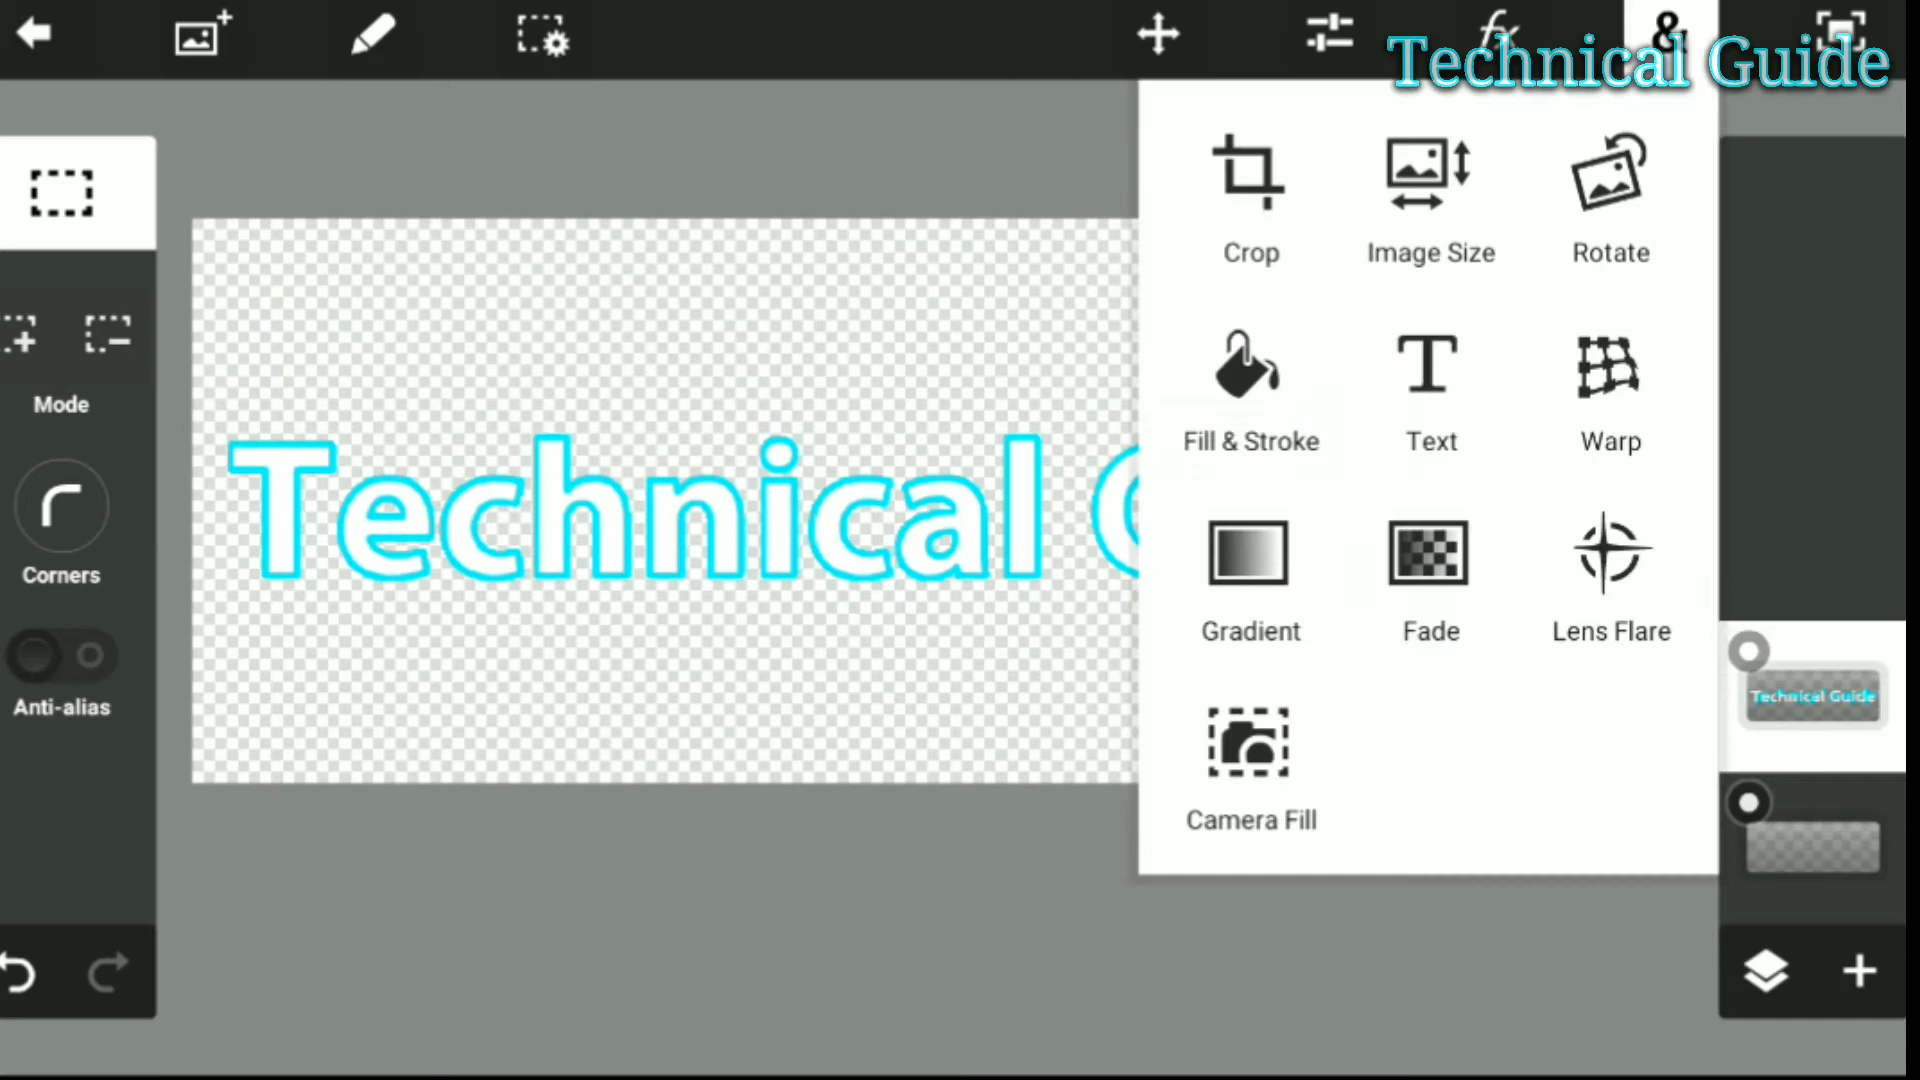 fx
&
Technical Guide
Crop
Image Size
Rotate
Mode
Fill & Stroke
Text
Warp
Technical
Corners
Gradient
Fade
Lens Flare
Anti-alias
Technical Guide
Camera Fill